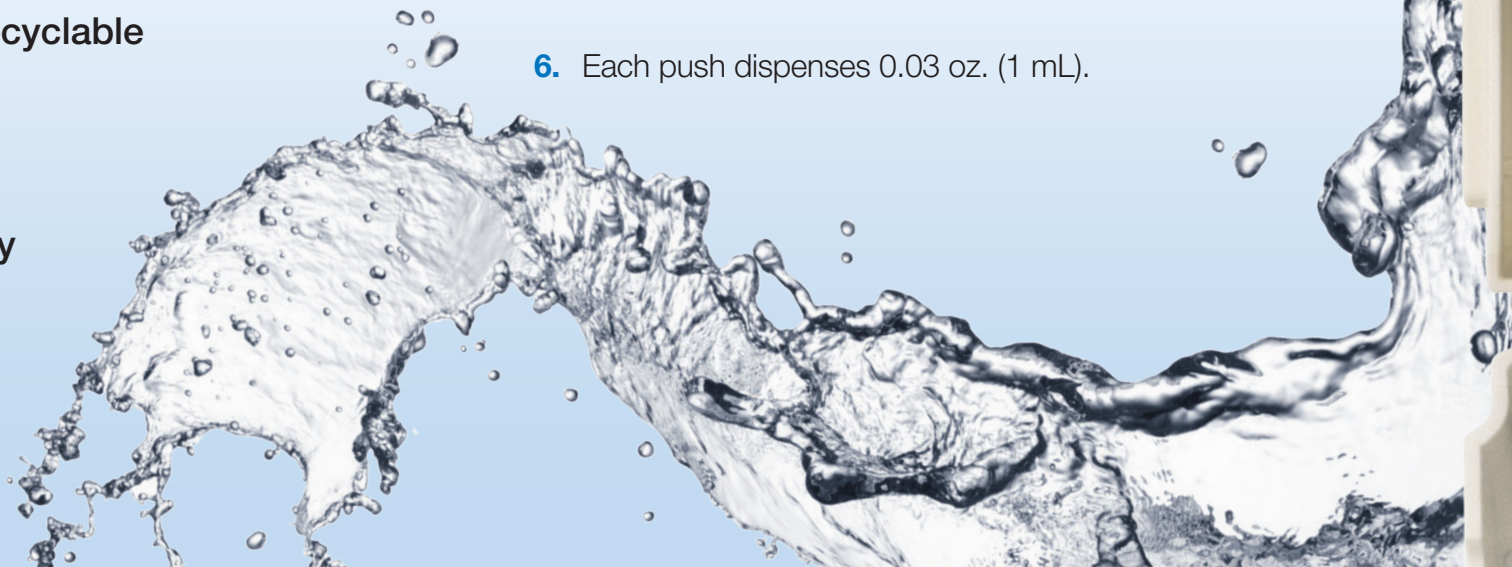 cyclable
6. Each push dispenses 0.03 oz. (1 mL).
y